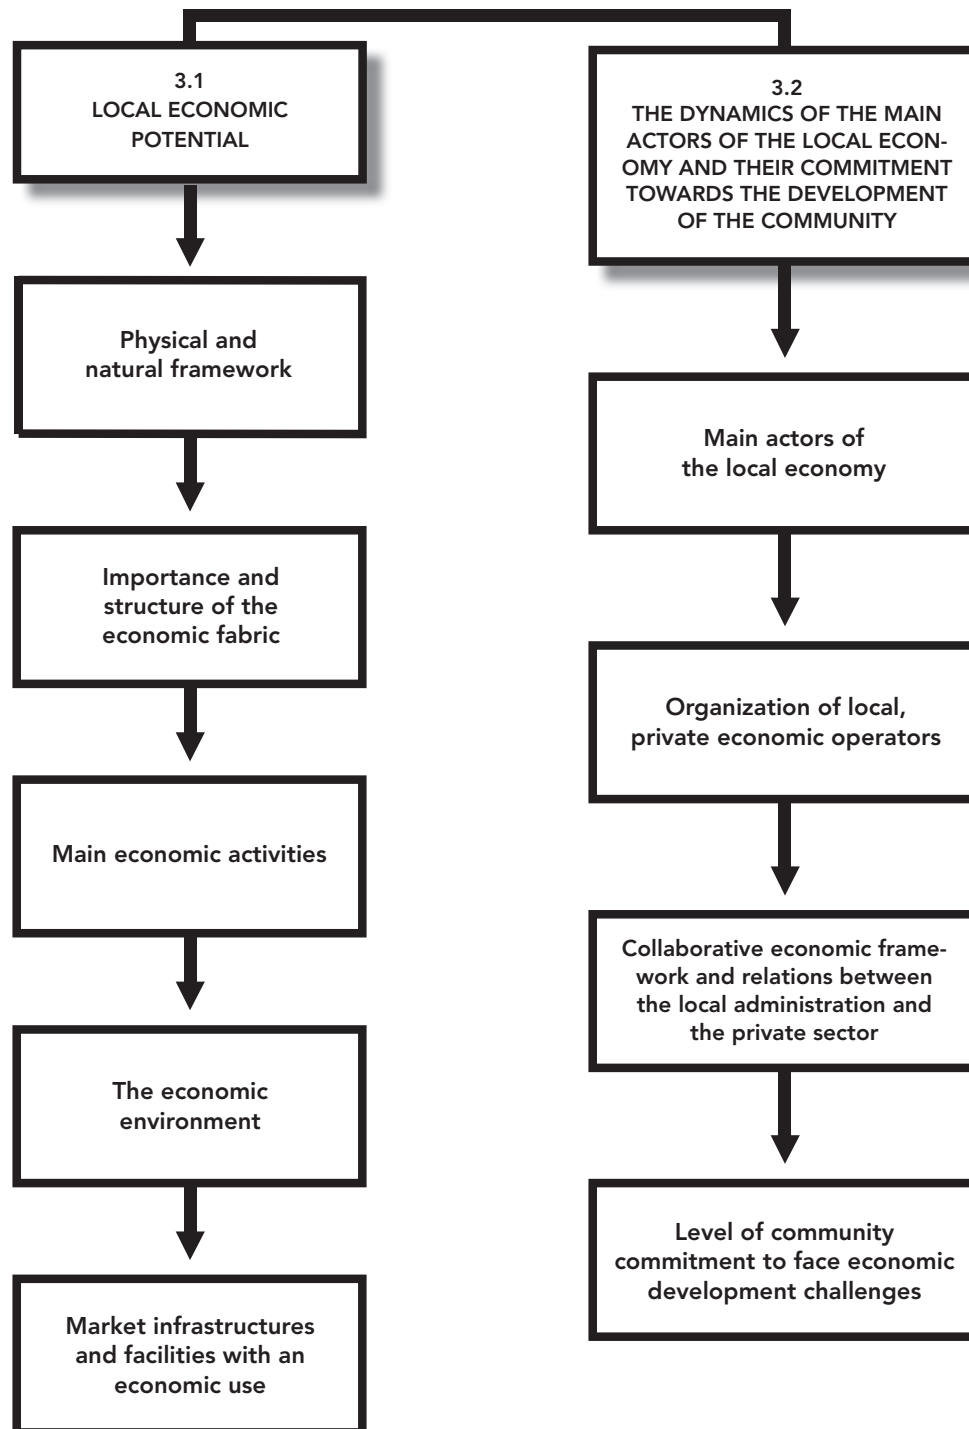 3.1
LOCAL ECONOMIC
POTENTIAL
Physical and
natural framework
Importance and
structure of the
economic fabric
Main economic activities
The economic
environment
Market infrastructures
and facilities with an
economic use
3.2
THE DYNAMICS OF THE MAIN
ACTORS OF THE LOCAL ECON-
OMY AND THEIR COMMITMENT
TOWARDS THE DEVELOPMENT
OF THE COMMUNITY
Main actors of
the local economy
Organization of local,
private economic operators
Collaborative economic frame-
work and relations between
the local administration and
the private sector
Level of community
commitment to face economic
development challenges